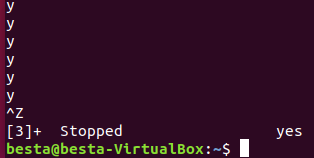 y
y
y
y
y
y
^Z
[3]+  Stopped                 yes
besta@besta-VirtualBox:~$